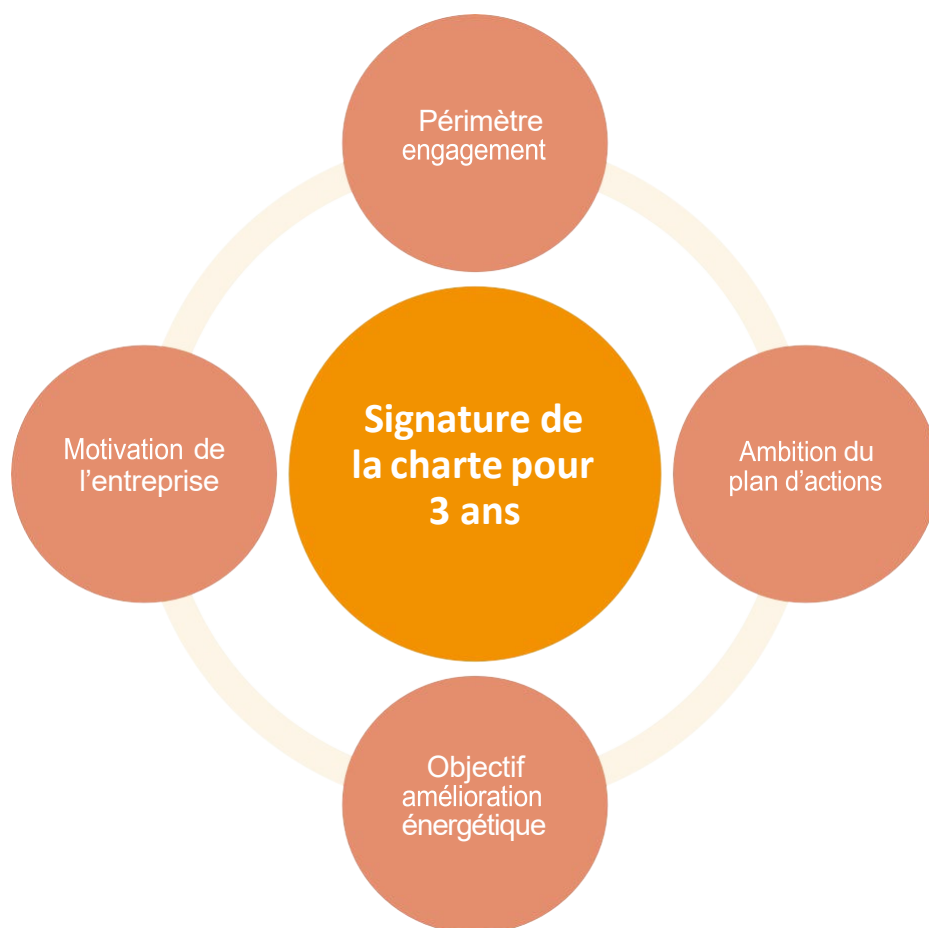 Périmètre
engagement
Signature de
la charte pour
3 ans
Motivation de
l’entreprise
Ambition du
plan d’actions
Objectif
amélioration
énergétique